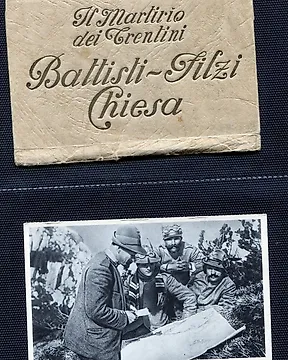 Il Martirio
dei Trentini
Battisti-Filzi
Chiesa